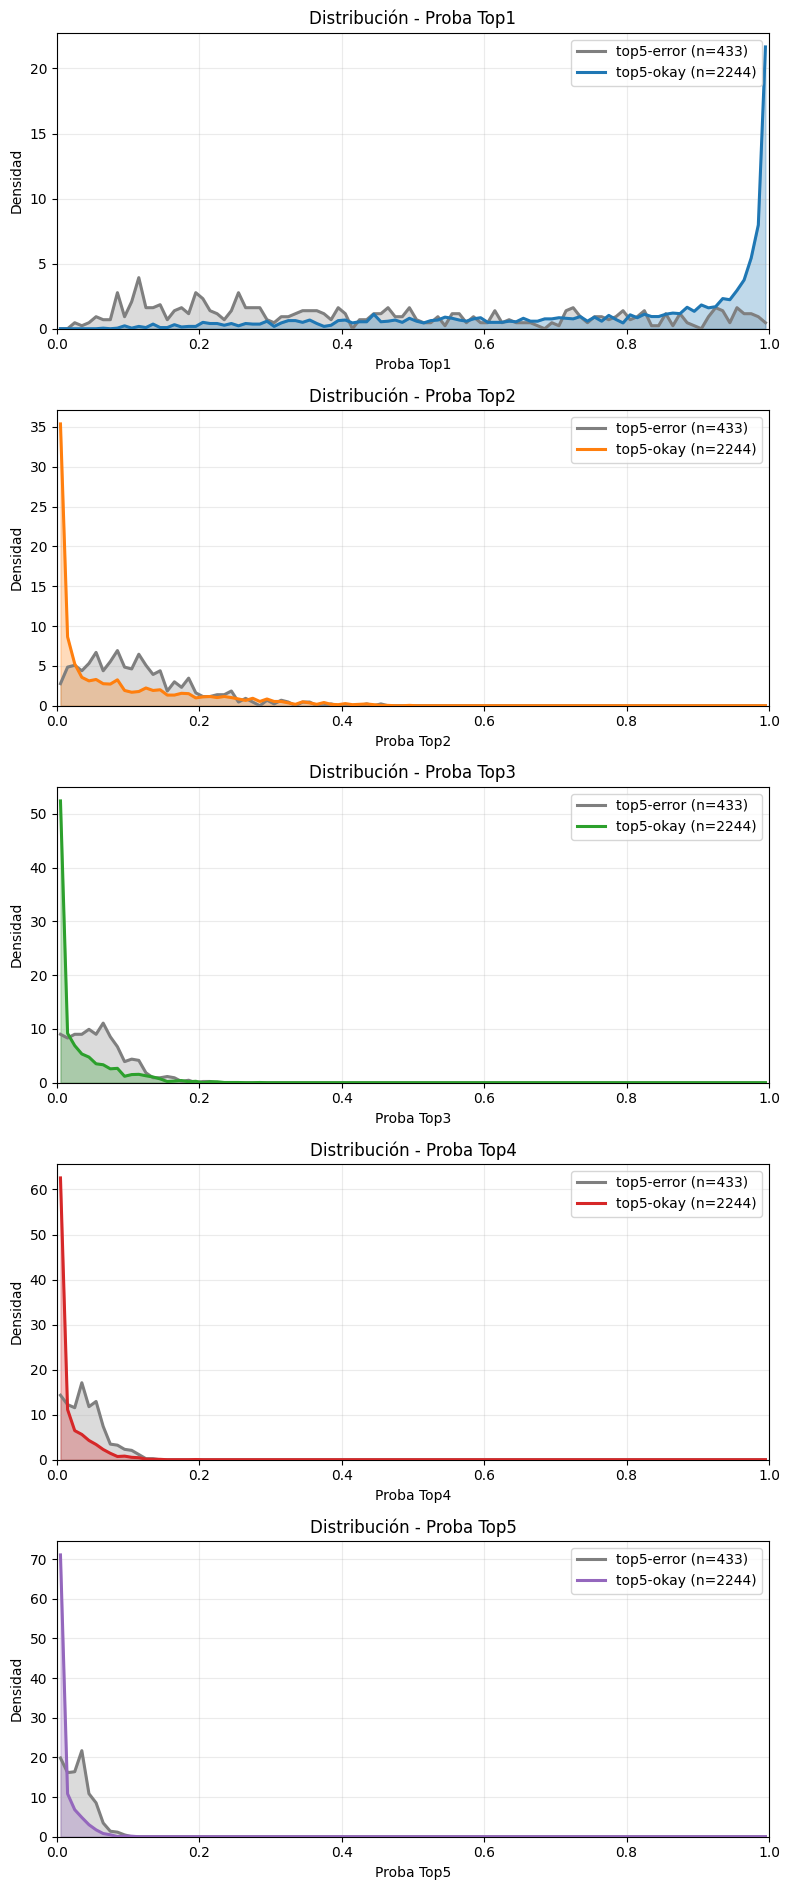 Distribución - Proba Top1
top5-error (n=433)
top5-okay (n=2244)
Densidad
20
15
10
5
0
0.0 0.2 0.4 0.6 0.8 1.0
Proba Top1
Distribución - Proba Top2
top5-error (n=433)
top5-okay (n=2244)
Densidad
35
30
25
20
15
10
5
0
0.0 0.2 0.4 0.6 0.8 1.0
Proba Top2
Distribución - Proba Top3
top5-error (n=433)
top5-okay (n=2244)
Densidad
50
40
30
20
10
0
0.0 0.2 0.4 0.6 0.8 1.0
Proba Top3
Distribución - Proba Top4
top5-error (n=433)
top5-okay (n=2244)
Densidad
60
50
40
30
20
10
0
0.0 0.2 0.4 0.6 0.8 1.0
Proba Top4
Distribución - Proba Top5
top5-error (n=433)
top5-okay (n=2244)
Densidad
70
60
50
40
30
20
10
0
0.0 0.2 0.4 0.6 0.8 1.0
Proba Top5